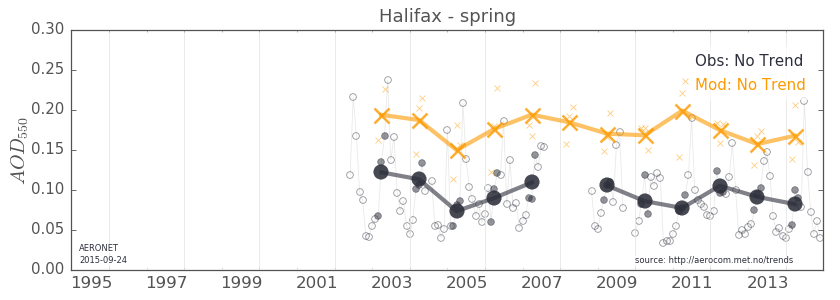 Halifax - spring
0.30
0.25
0.20
0.15
0.10
0.05
0.00
AOD550
Obs: No Trend
Mod: No Trend
AERONET
2015-09-24
source: http://aerocom.met.no/trends
1995 1997 1999 2001 2003 2005 2007 2009 2011 2013